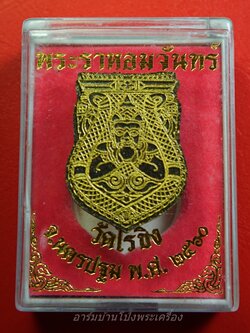 พระราหูอมจันทร์
วัดไร่ขิง
จ.นครปฐม พ.ศ. ๒๕๖๐
อาร์มบ้านโป่งพระเครื่อง